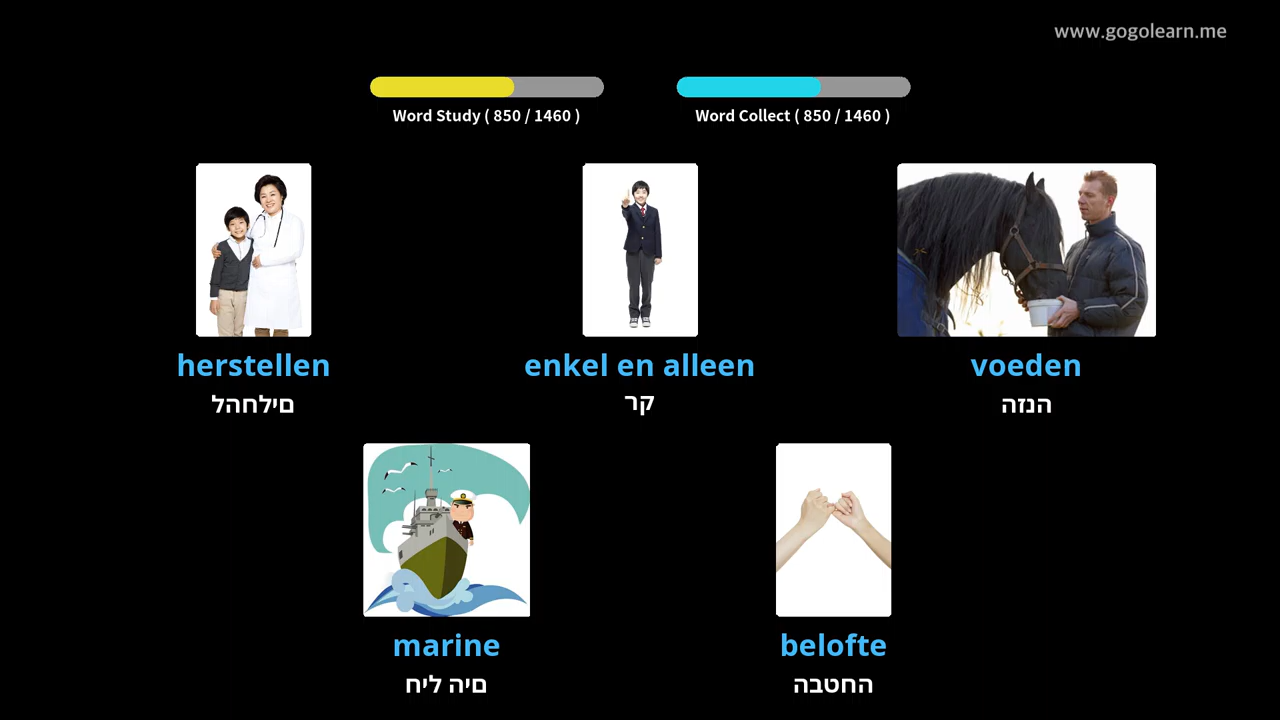 www.gogolearn.me
Word Study ( 850 / 1460 )
Word Collect ( 850 / 1460 )
herstellen
םילחהל
enkel en alleen
קר
voeden
הנזה
marine
םיה ליח
belofte
החטבה